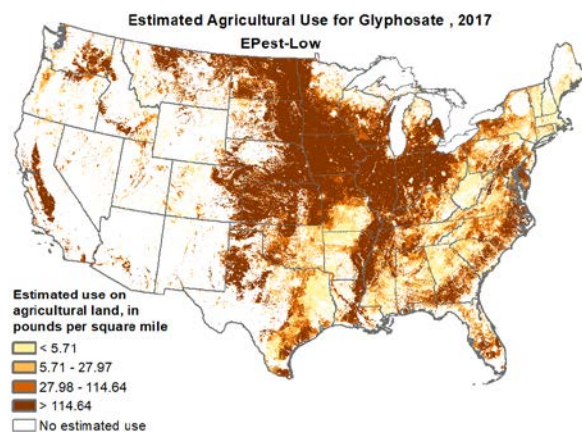 Estimated Agricultural Use for Glyphosate , 2017
EPest-Low
Estimated use on
agricultural land, in
pounds per square mile
< 5.71
5.71 - 27.97
27.98 - 114.64
> 114.64
No estimated use